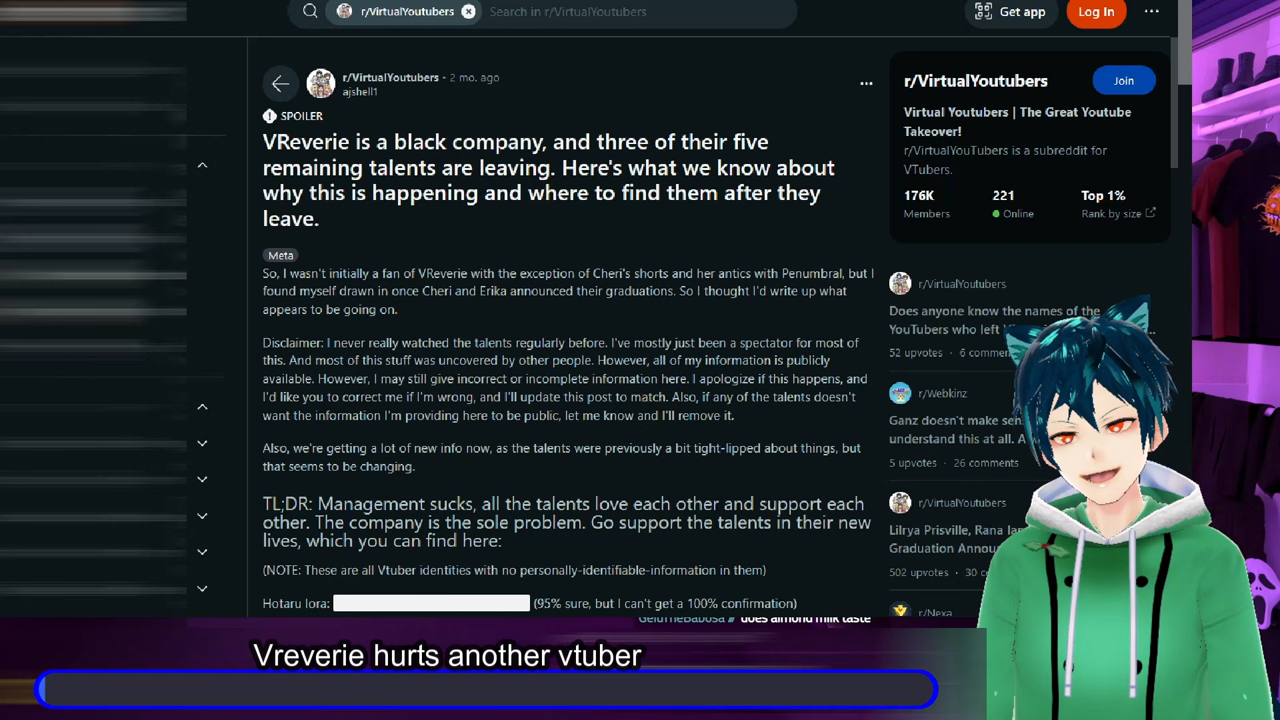 r/VirtualYoutubers
Search in r/VirtualYoutubers
Get app
Log In
r/VirtualYoutubers • 2 mo. ago
ajshell1
SPOILER
VReverie is a black company, and three of their five
remaining talents are leaving. Here's what we know about
why this is happening and where to find them after they
leave.
Meta
So, I wasn't initially a fan of VReverie with the exception of Cheri's shorts and her antics with Penumbral, but I
found myself drawn in once Cheri and Erika announced their graduations. So I thought I'd write up what
appears to be going on.
Disclaimer: I never really watched the talents regularly before. I've mostly just been a spectator for most of
this. And most of this stuff was uncovered by other people. However, all of my information is publicly
available. However, I may still give incorrect or incomplete information here. I apologize if this happens, and
I'd like you to correct me if I'm wrong, and I'll update this post to match. Also, if any of the talents doesn't
want the information I'm providing here to be public, let me know and I'll remove it.
Also, we're getting a lot of new info now, as the talents were previously a bit tight-lipped about things, but
that seems to be changing.
TL;DR: Management sucks, all the talents love each other and support each
other. The company is the sole problem. Go support the talents in their new
lives, which you can find here:
(NOTE: These are all Vtuber identities with no personally-identifiable-information in them)
Hotaru Iora: (95% sure, but I can't get a 100% confirmation)
r/VirtualYoutubers
Join
Virtual Youtubers | The Great Youtube
Takeover!
r/VirtualYouTubers is a subreddit for
VTubers.
176K
221
Top 1%
Members
Online
Rank by size
r/VirtualYoutubers
Does anyone know the names of the
YouTubers who left
52 upvotes • 6 comme
r/Webkinz
Ganz doesn't make sen
understand this at all. A
5 upvotes • 26 comments
r/VirtualYoutubers
Lilrya Prisville, Rana
Graduation Annou
502 upvotes • 30 co
r/Nexa
GeluTheBabosa // does almond milk taste
Vreverie hurts another vtuber